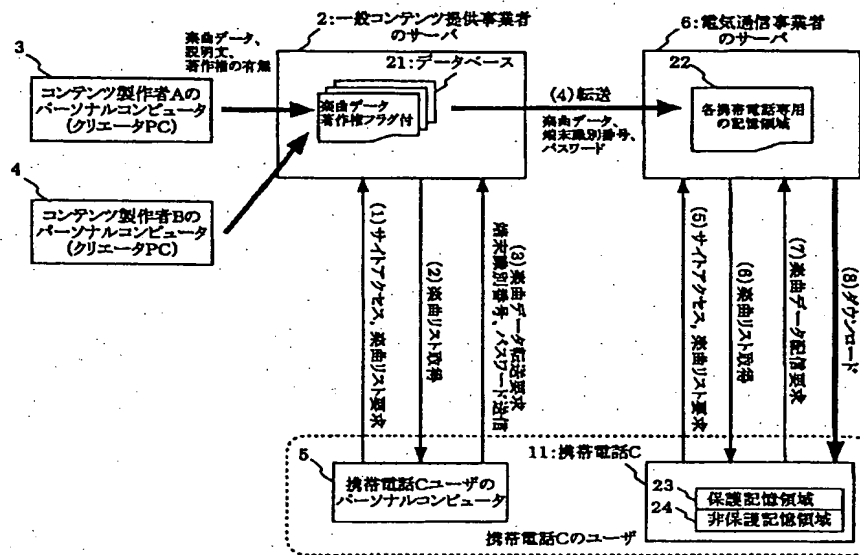 3
コンテンツ製作者Aの
パーソナルコンピュータ
(クリエータPC)
4
コンテンツ製作者Bの
パーソナルコンピュータ
(クリエータPC)
楽曲データ、
説明文、
著作権の有無
2:一般コンテンツ提供事業者
のサーバ
21:データベース
楽曲データ
著作権フラグ付
(4)転送
楽曲データ、
端末識別番号、
パスワード
6:電気通信事業者
のサーバ
22
各携帯電話専用
の記憶領域
(1)サイトアクセス,楽曲リスト要求
(2)楽曲リスト取得
(3)楽曲データ転送要求
端末識別番号、パスワード送信
(5)サイトアクセス,楽曲リスト要求
(6)楽曲リスト取得
(7)楽曲データ配信要求
(8)ダウンロード
5
携帯電話Cユーザの
パーソナルコンピュータ
11:携帯電話C
23
保護記憶領域
24
非保護記憶領域
携帯電話Cのユーザ